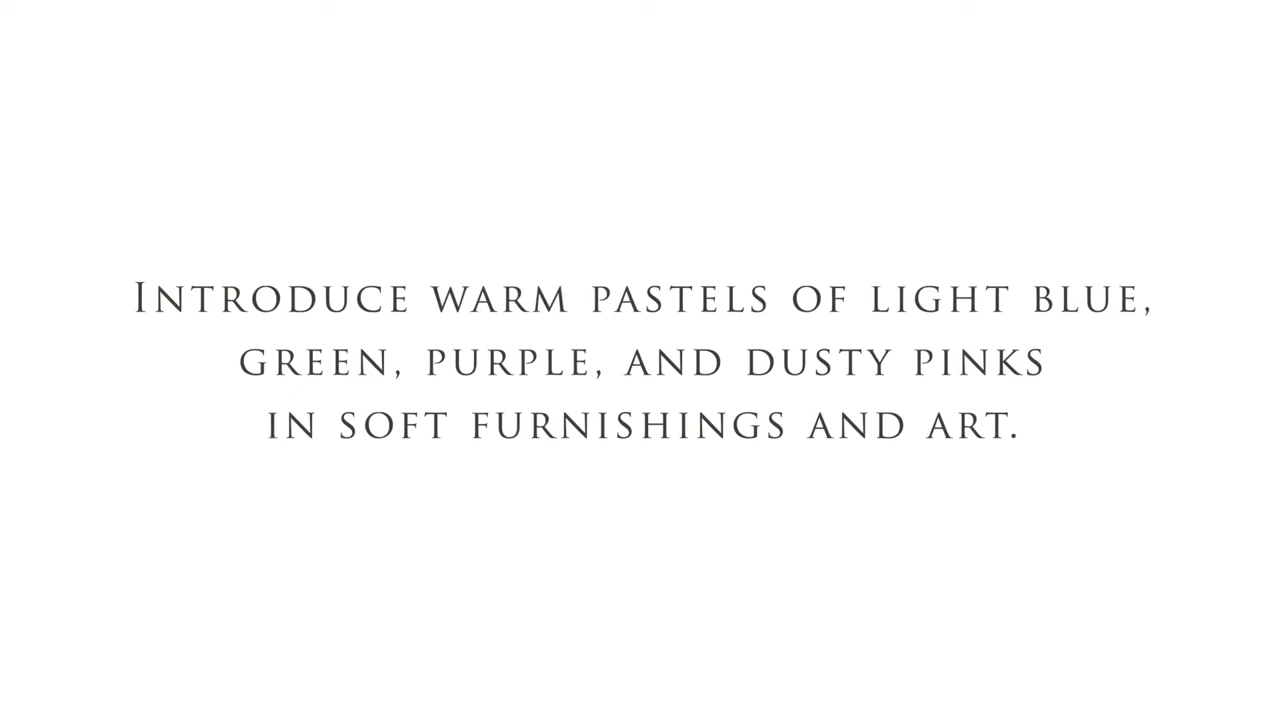 Introduce warm pastels of light blue,
green, purple, and dusty pinks
in soft furnishings and art.